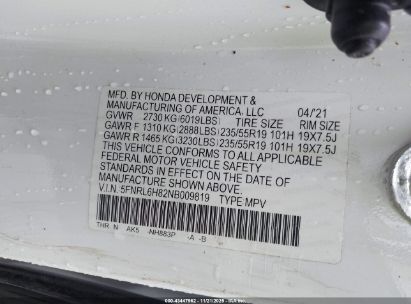 MFD. BY HONDA DEVELOPMENT &
MANUFACTURING OF AMERICA, LLC 04/21
GVWR 2730 KG (6019LBS) TIRE SIZE RIM SIZE
GAWR F 1310 KG (2888LBS) 235/55R19 101H 19X7.5J
GAWR R 1465 KG (3230LBS) 235/55R19 101H 19X7.5J
THIS VEHICLE CONFORMS TO ALL APPLICABLE
FEDERAL MOTOR VEHICLE SAFETY
STANDARDS IN EFFECT ON THE DATE OF
MANUFACTURE SHOWN ABOVE.
V.I.N. 5FNRL6H82NB009819 TYPE MPV
THR N AK5 NH883P -A -B